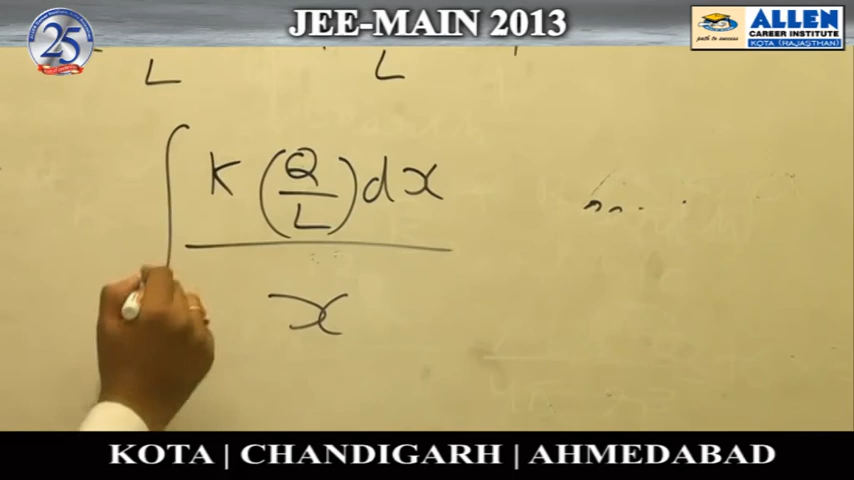 JEE-MAIN 2013
25
path to success
ALLEN
CAREER INSTITUTE
KOTA (RAJASTHAN)
L L
∫ K (Q/L) dx
x
KOTA | CHANDIGARH | AHMEDABAD